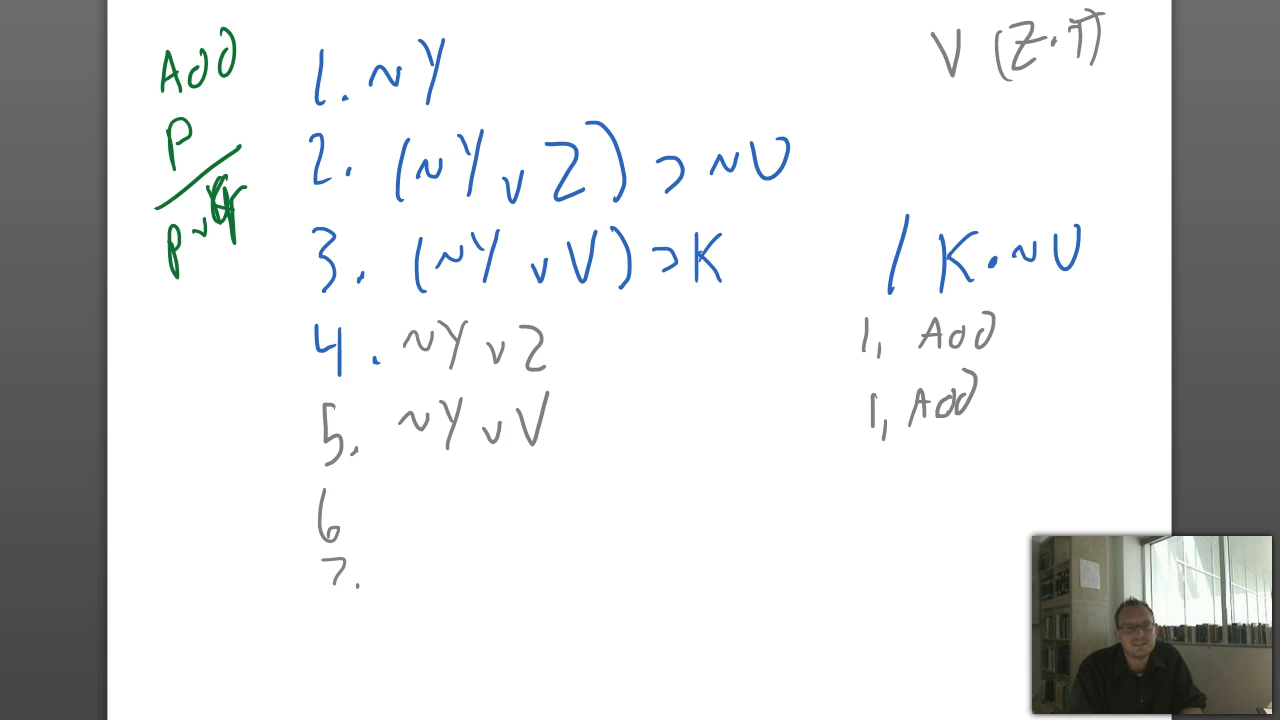 Add
P
P v q
1. ~Y
2. (~Y v Z) ⊃ ~U
3. (~Y v V) ⊃ K / K · ~U
4. ~Y v Z 1, Add
5. ~Y v V 1, Add
6
7.
V (Z · T)